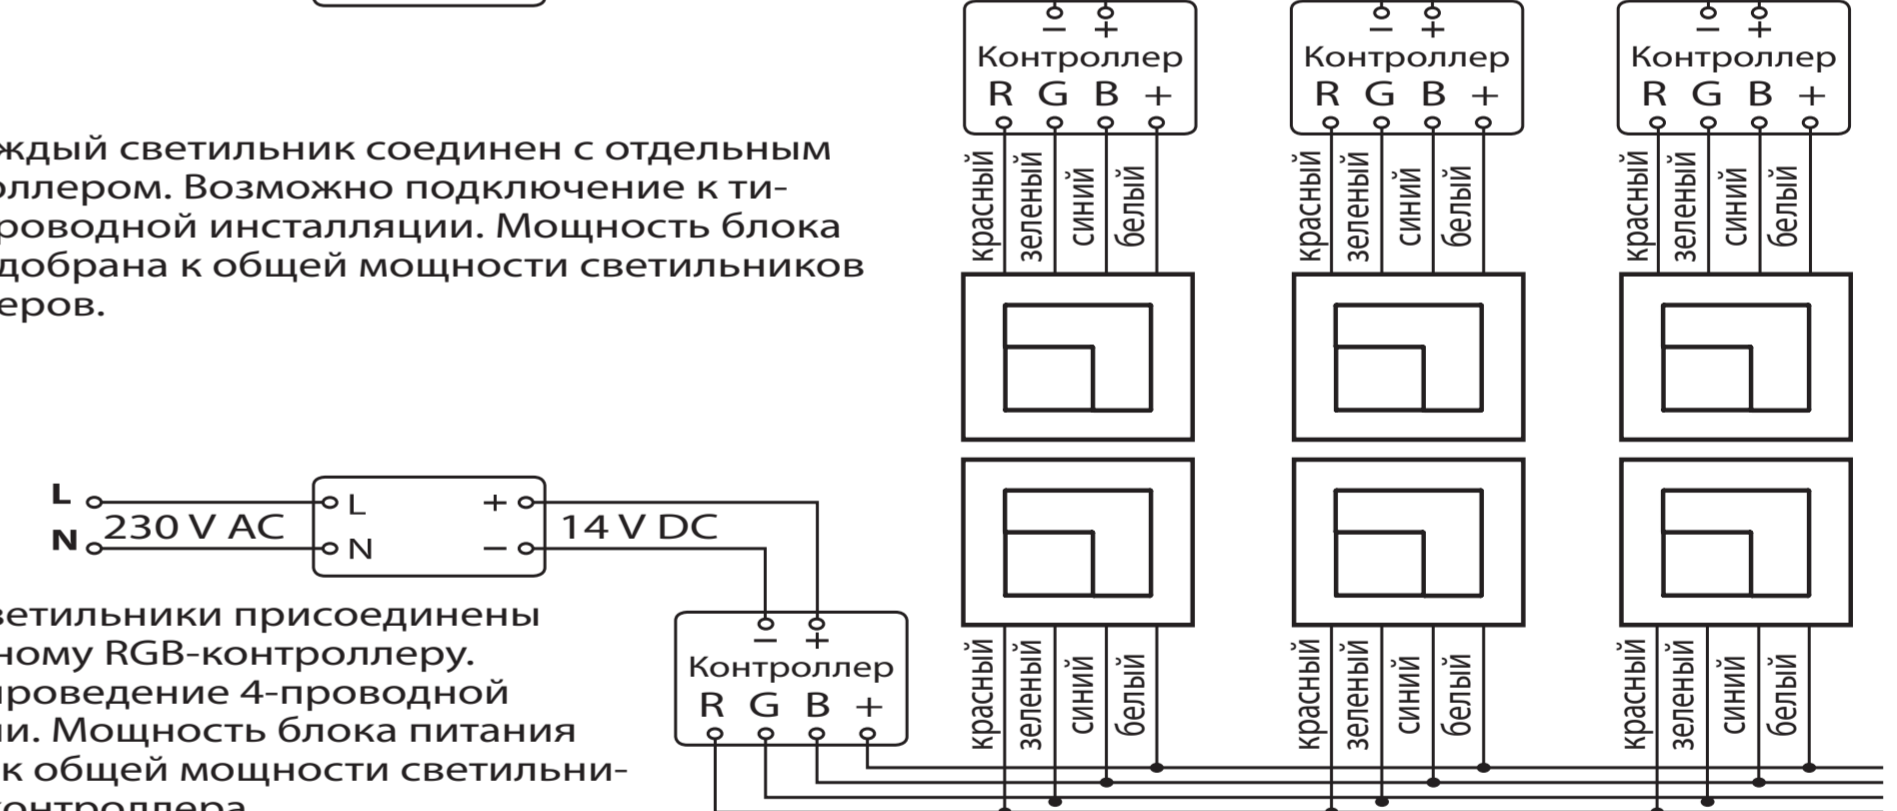 − + − + − +
Контроллер Контроллер Контроллер
R G B + R G B + R G B +
красный зеленый синий белый красный зеленый синий белый красный зеленый синий белый
ждый светильник соединен с отдельным
оллером. Возможно подключение к ти-
роводной инсталляции. Мощность блока
добрана к общей мощности светильников
еров.
L L + 
230 V AC 14 V DC
N N −
ветильники присоединены
ному RGB-контроллеру.
проведение 4-проводной
ии. Мощность блока питания
к общей мощности светильни-
контроллера
− +
Контроллер
R G B +
красный зеленый синий белый красный зеленый синий белый красный зеленый синий белый